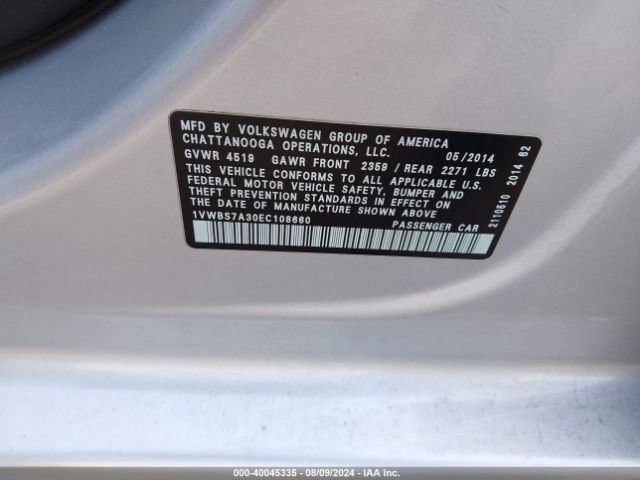 MFD BY VOLKSWAGEN GROUP OF AMERICA
CHATTANOOGA OPERATIONS, LLC. 05/2014
GVWR 4519 GAWR FRONT 2359 / REAR 2271 LBS
THIS VEHICLE CONFORMS TO ALL APPLICABLE U.S.
FEDERAL MOTOR VEHICLE SAFETY, BUMPER AND
THEFT PREVENTION STANDARDS IN EFFECT ON
THE DATE OF MANUFACTURE SHOWN ABOVE
1VWBS7A30EC108660 PASSENGER CAR
2110510 2014 62
000-40045335 - 08/09/2024 - IAA Inc.